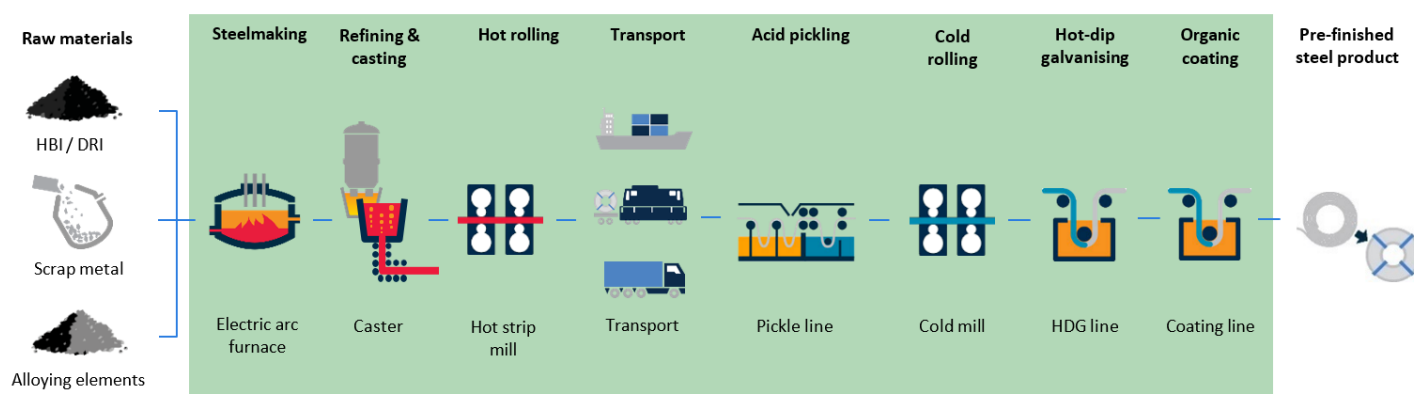 Raw materials
HBI / DRI
Scrap metal
Alloying elements
Steelmaking
Electric arc
furnace
Refining &
casting
Caster
Hot rolling
Hot strip
mill
Transport
Transport
Acid pickling
Pickle line
Cold
rolling
Cold mill
Hot-dip
galvanising
HDG line
Organic
coating
Coating line
Pre-finished
steel product